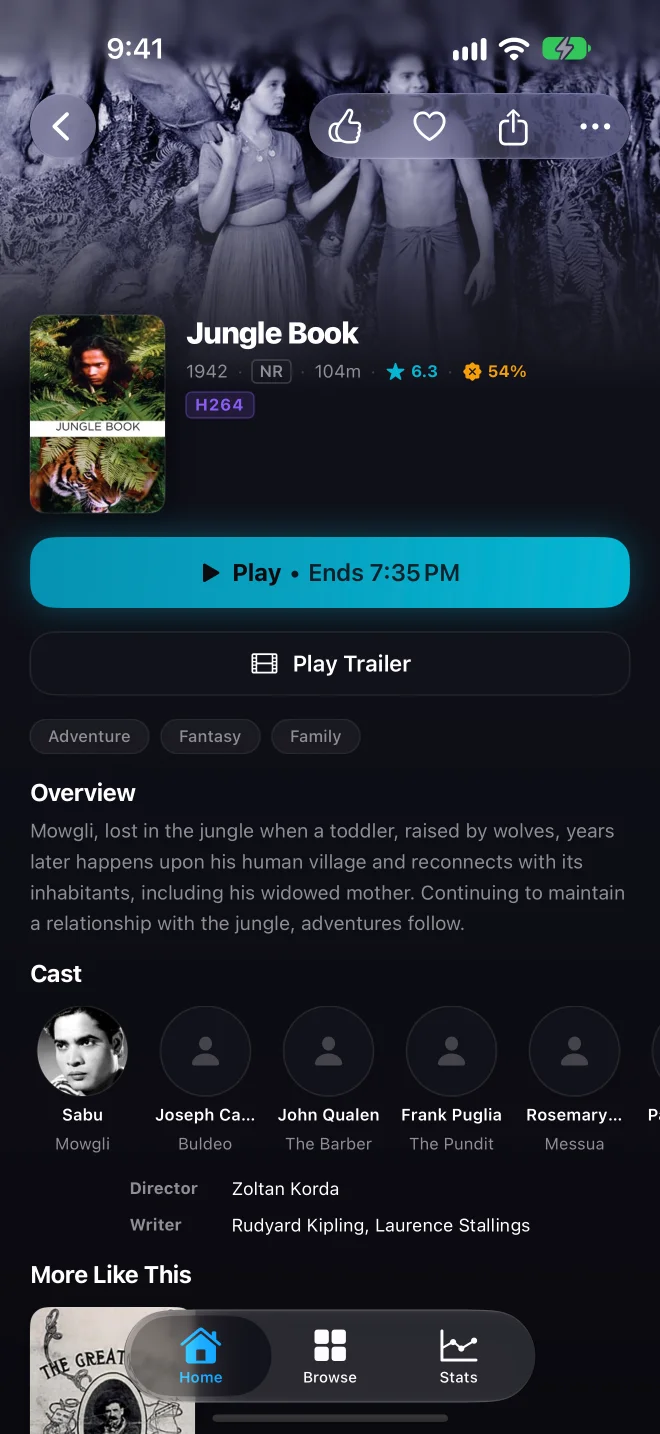 9:41
Jungle Book
1942 · NR · 104m · 6.3 · 54%
H264
JUNGLE BOOK
Play • Ends 7:35 PM
Play Trailer
Adventure Fantasy Family
Overview
Mowgli, lost in the jungle when a toddler, raised by wolves, years
later happens upon his human village and reconnects with its
inhabitants, including his widowed mother. Continuing to maintain
a relationship with the jungle, adventures follow.
Cast
Sabu Joseph Ca... John Qualen Frank Puglia Rosemary...
Mowgli Buldeo The Barber The Pundit Messua
Director Zoltan Korda
Writer Rudyard Kipling, Laurence Stallings
More Like This
THE GREAT
Home Browse Stats